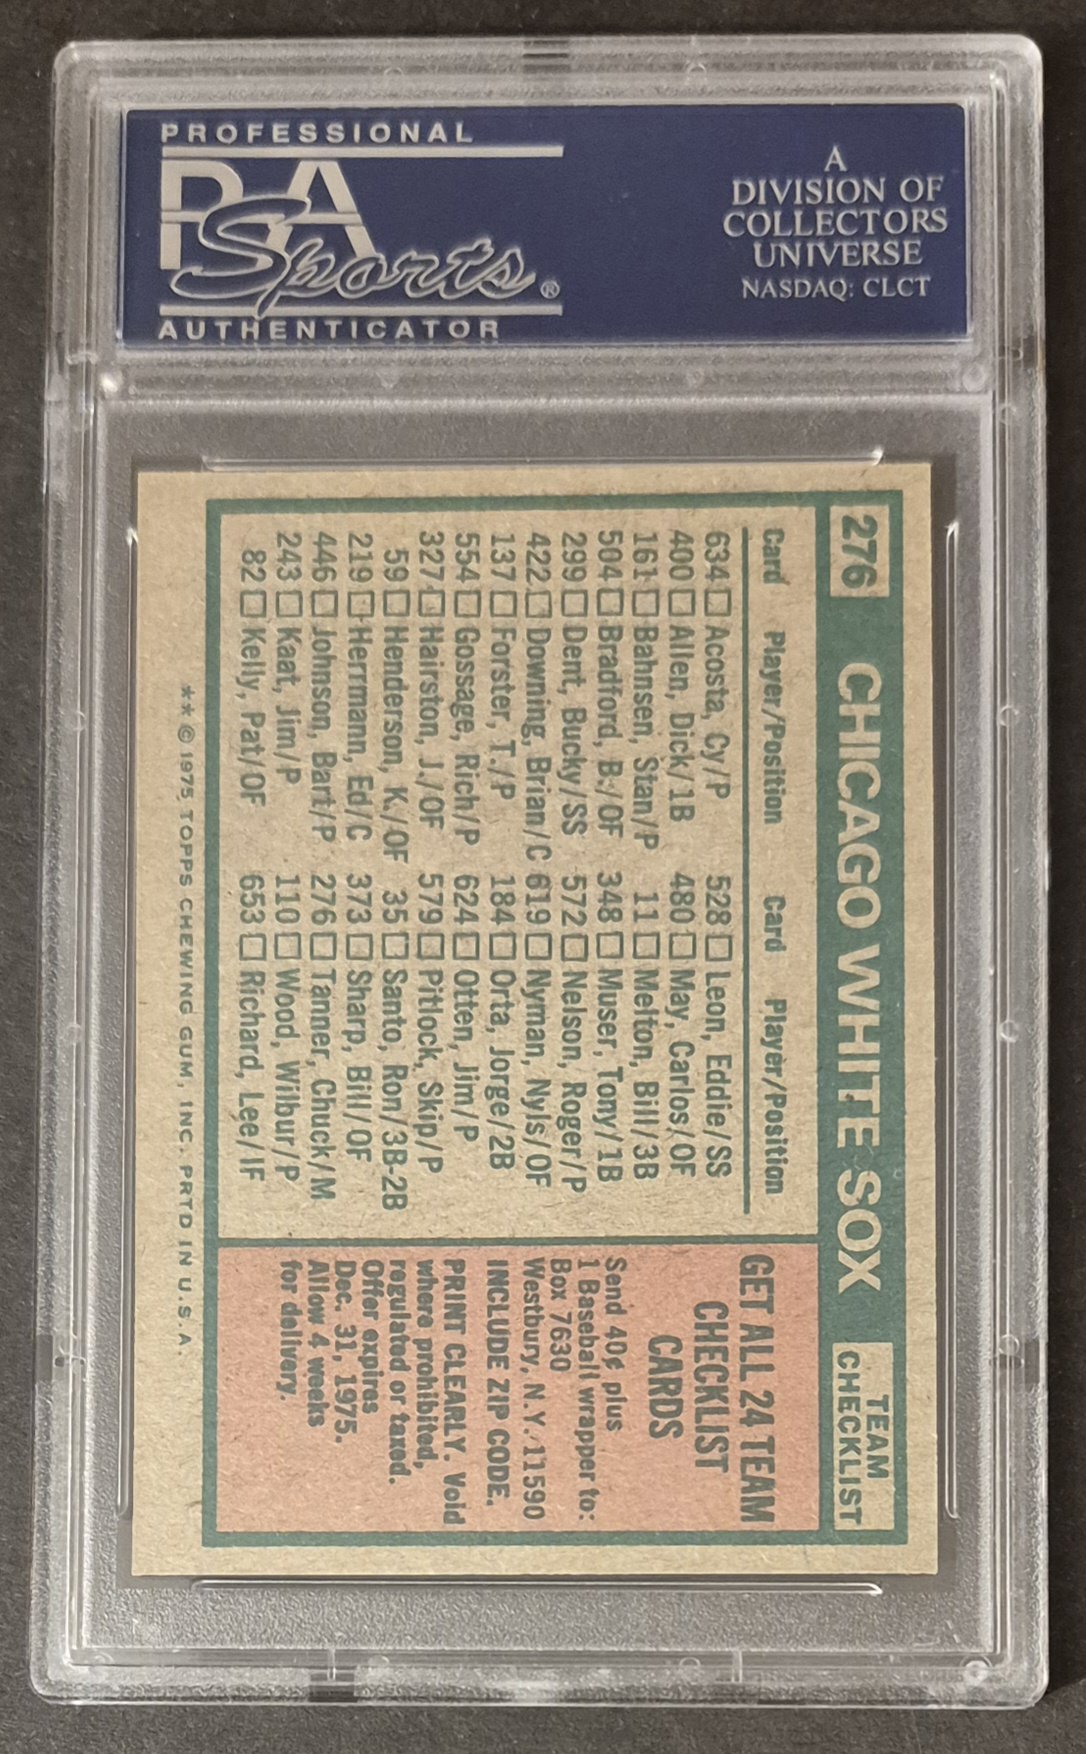 PROFESSIONAL
PSA
Sports®
AUTHENTICATOR
A
DIVISION OF
COLLECTORS
UNIVERSE
NASDAQ: CLCT
276 CHICAGO WHITE SOX
TEAM
CHECKLIST
Card Player/Position Card Player/Position
634 Acosta, Cy/P 528 Leon, Eddie/SS
400 Allen, Dick/1B 480 May, Carlos/OF
161 Bahnsen, Stan/P 11 Melton, Bill/3B
504 Bradford, B./OF 348 Muser, Tony/1B
299 Dent, Bucky/SS 572 Nelson, Roger/P
422 Downing, Brian/C 619 Nyman, Nyls/OF
137 Forster, T./P 184 Orta, Jorge/2B
554 Gossage, Rich/P 624 Otten, Jim/P
327 Hairston, J./OF 579 Pitlock, Skip/P
59 Henderson, K./OF 35 Santo, Ron/3B-2B
219 Herrmann, Ed/C 373 Sharp, Bill/OF
446 Johnson, Bart/P 276 Tanner, Chuck/M
243 Kaat, Jim/P 110 Wood, Wilbur/P
82 Kelly, Pat/OF 653 Richard, Lee/IF
GET ALL 24 TEAM
CHECKLIST
CARDS
Send 40¢ plus
1 Baseball wrapper to:
Box 7630
Westbury, N.Y. 11590
INCLUDE ZIP CODE.
PRINT CLEARLY. Void
where prohibited,
regulated or taxed.
Offer expires
Dec. 31, 1975.
Allow 4 weeks
for delivery.
** © 1975 TOPPS CHEWING GUM, INC. PRTD IN U.S.A.